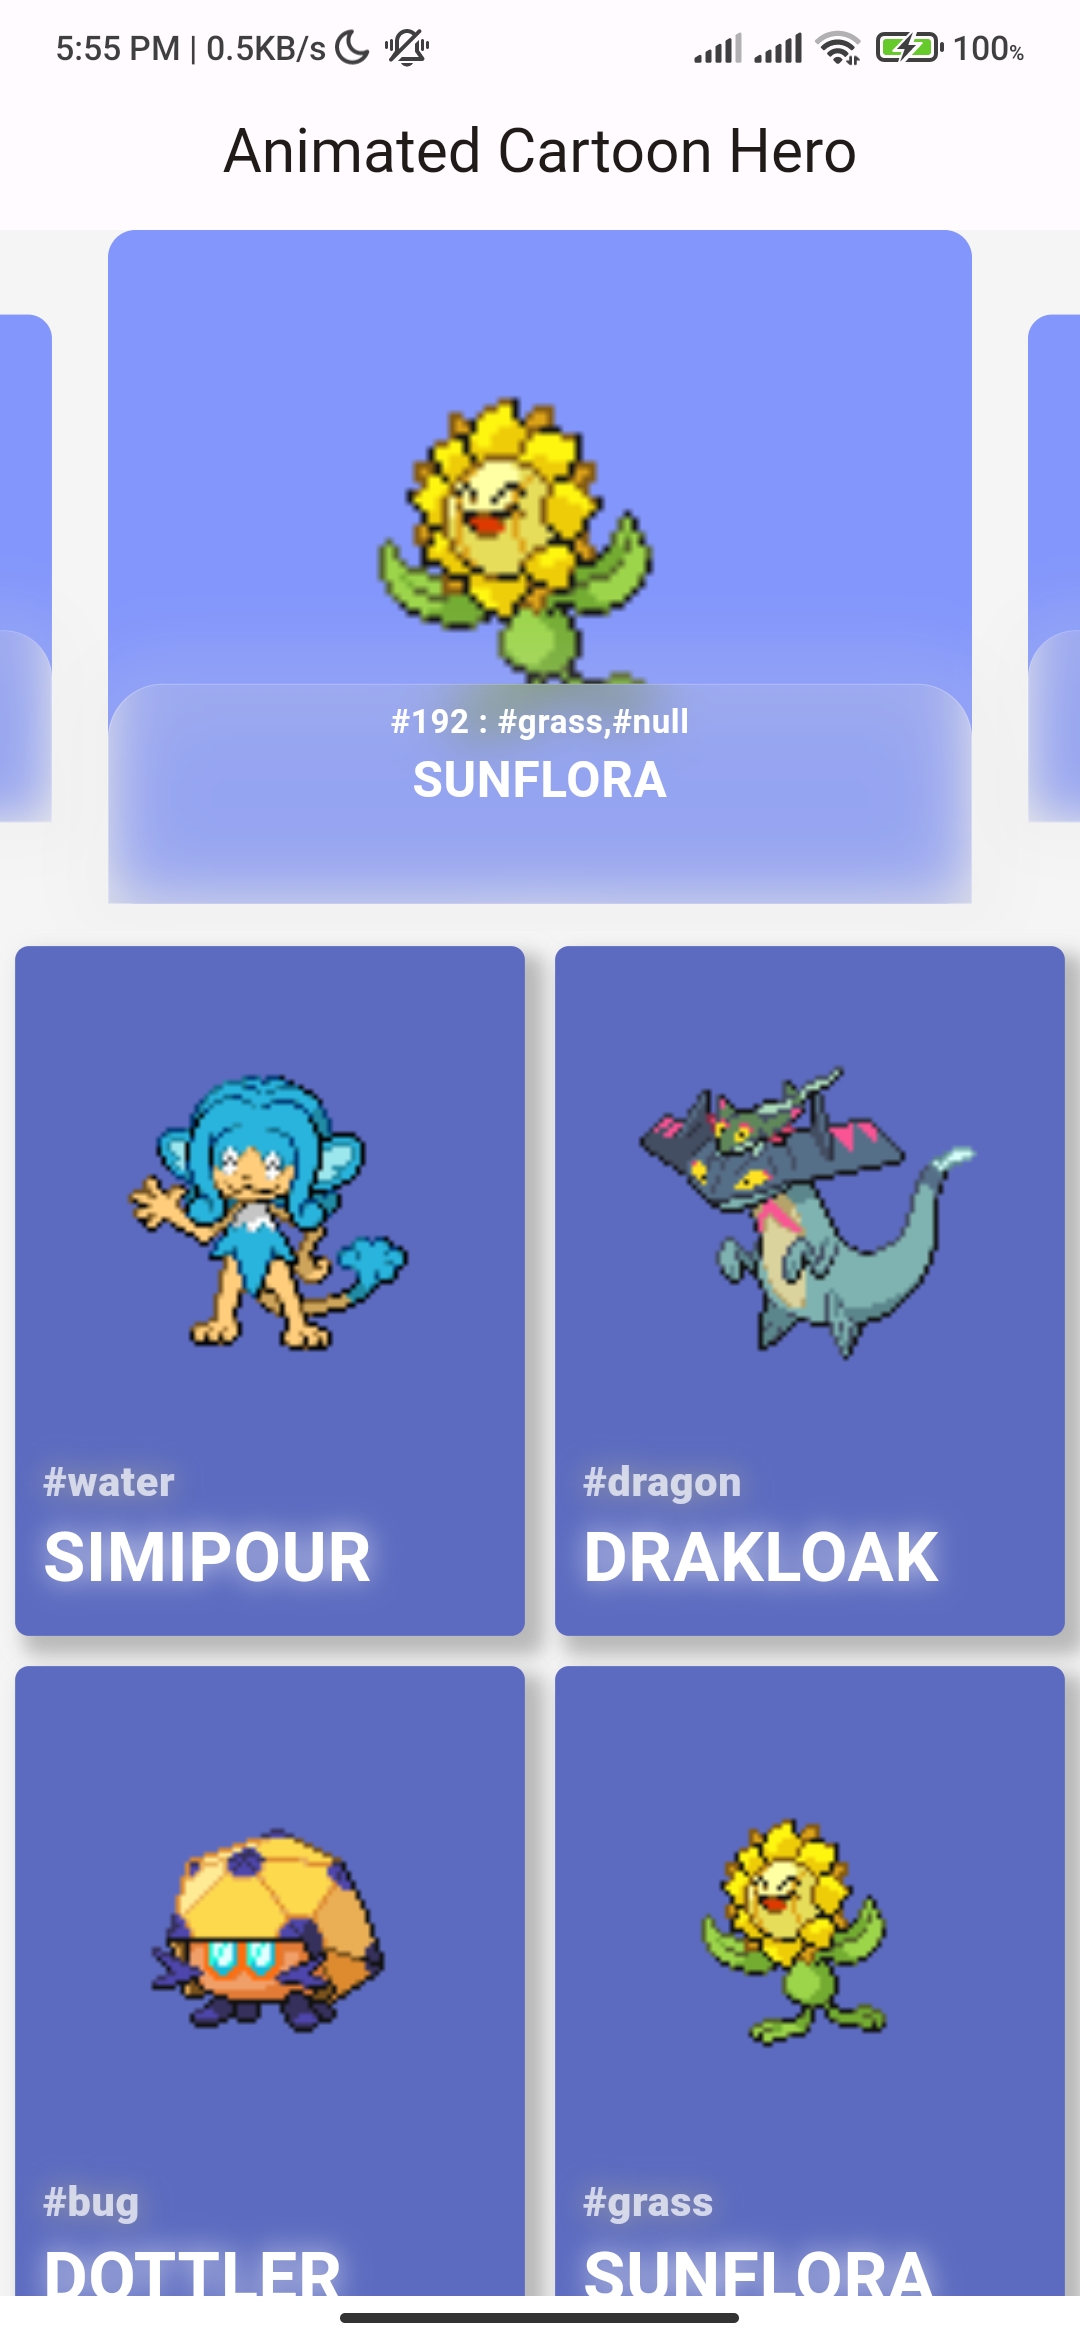 5:55 PM | 0.5KB/s 100%
Animated Cartoon Hero
#192 : #grass,#null
SUNFLORA
#water
SIMIPOUR
#dragon
DRAKLOAK
#bug
DOTTLER
#grass
SUNFLORA